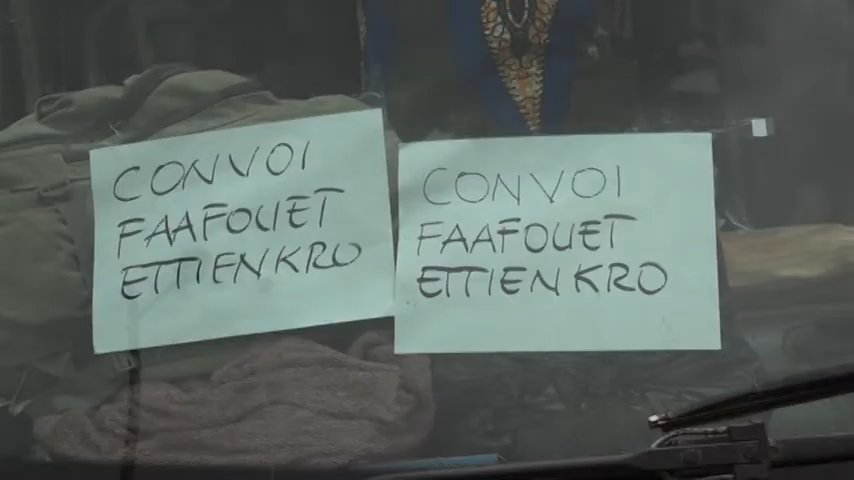 CONVOI
FAAFOUET
ETTIENKRO
CONVOI
FAAFOUET
ETTIENKRO